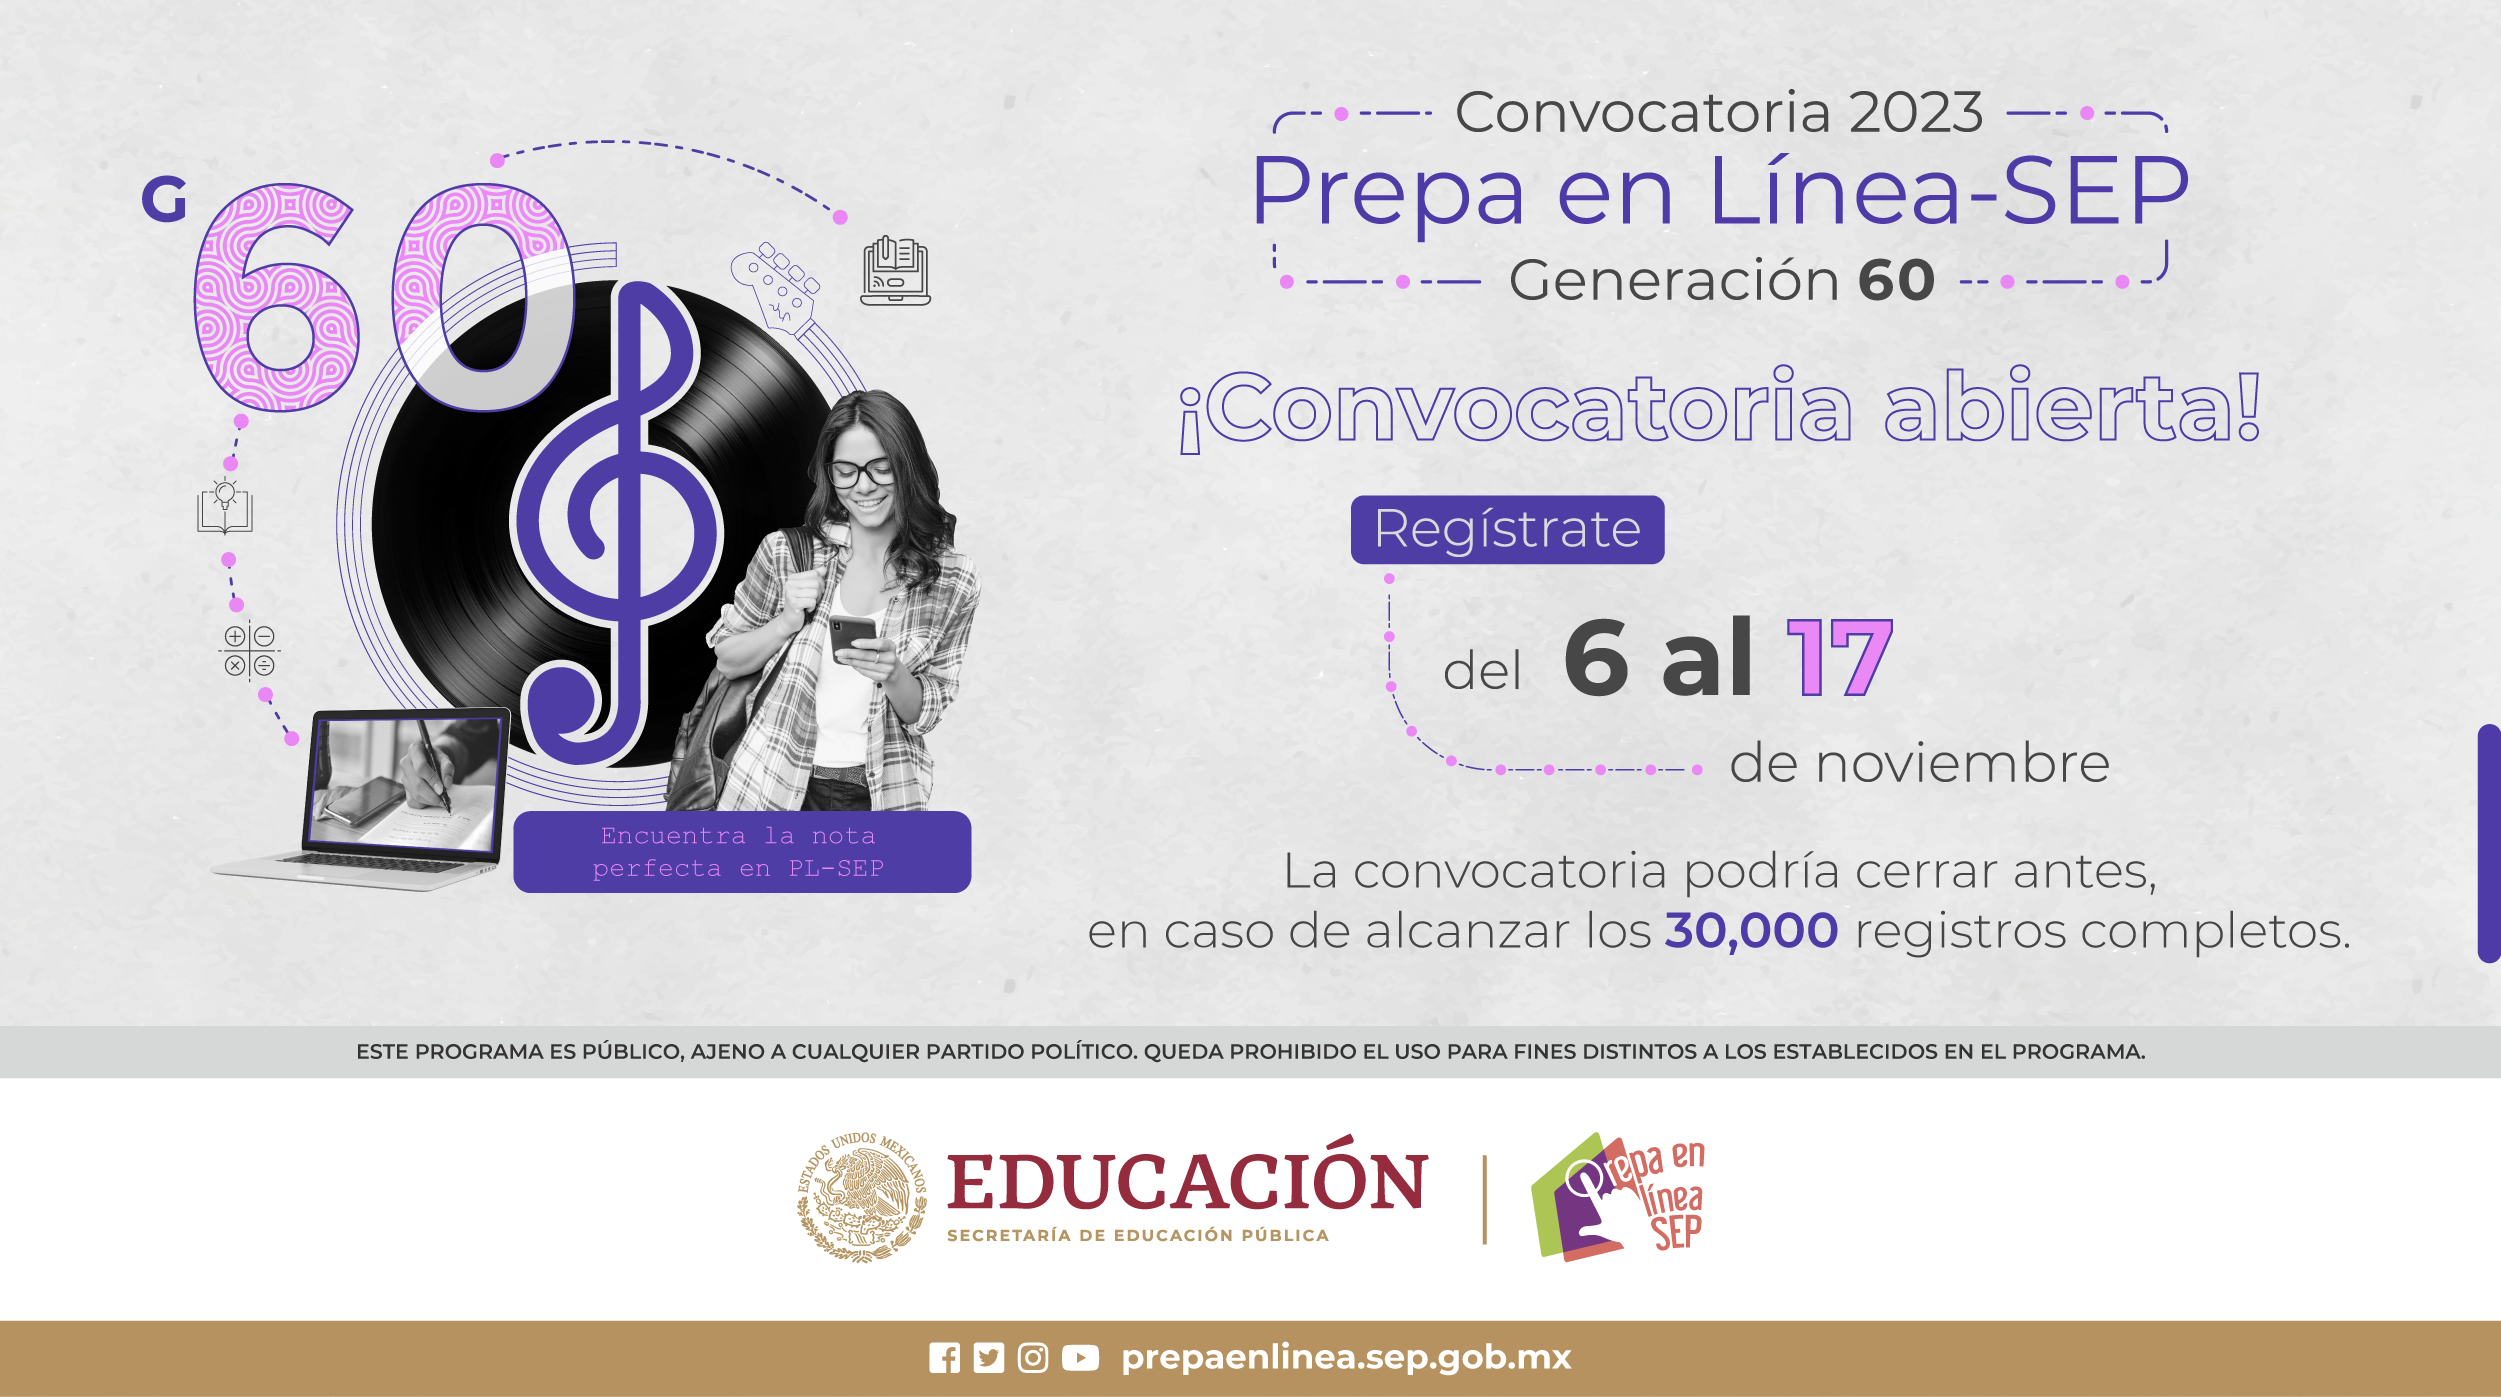 G
60
Encuentra la nota
perfecta en PL-SEP
Convocatoria 2023
Prepa en Línea-SEP
Generación 60
¡Convocatoria abierta!
Regístrate
del 6 al 17
de noviembre
La convocatoria podría cerrar antes,
en caso de alcanzar los 30,000 registros completos.
ESTE PROGRAMA ES PÚBLICO, AJENO A CUALQUIER PARTIDO POLÍTICO. QUEDA PROHIBIDO EL USO PARA FINES DISTINTOS A LOS ESTABLECIDOS EN EL PROGRAMA.
ESTADOS UNIDOS MEXICANOS
EDUCACIÓN
SECRETARÍA DE EDUCACIÓN PÚBLICA
Prepa en
línea
SEP
prepaenlinea.sep.gob.mx